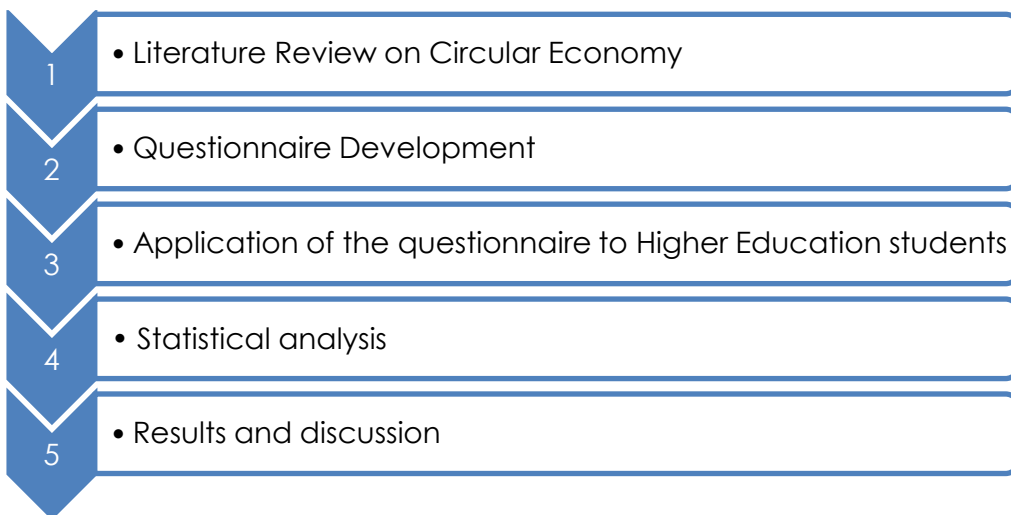 1
• Literature Review on Circular Economy
2
• Questionnaire Development
3
• Application of the questionnaire to Higher Education students
4
• Statistical analysis
5
• Results and discussion